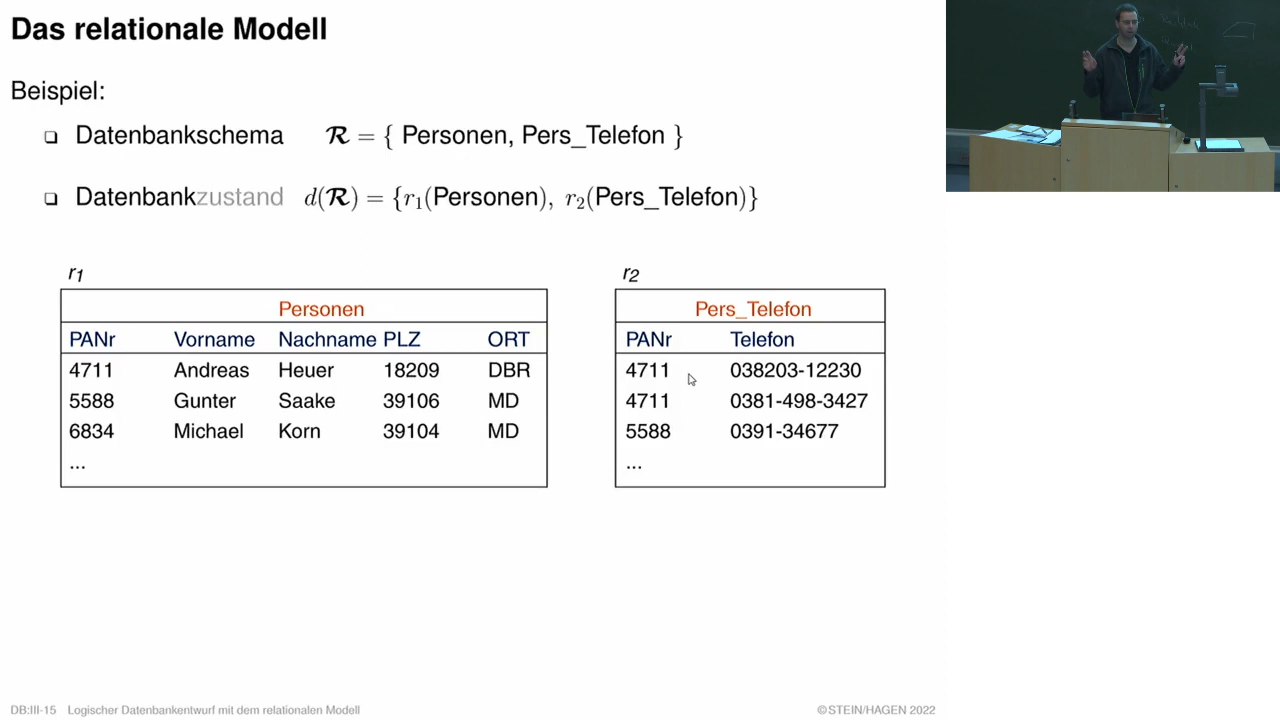 Das relationale Modell
Beispiel:
❑ Datenbankschema 𝓡 = { Personen, Pers_Telefon }
❑ Datenbankzustand d(𝓡) = {r₁(Personen), r₂(Pers_Telefon)}
r₁
Personen
PANr Vorname Nachname PLZ ORT
4711 Andreas Heuer 18209 DBR
5588 Gunter Saake 39106 MD
6834 Michael Korn 39104 MD
...
r₂
Pers_Telefon
PANr Telefon
4711 038203-12230
4711 0381-498-3427
5588 0391-34677
...
DB:III-15 Logischer Datenbankentwurf mit dem relationalen Modell
©STEIN/HAGEN 2022